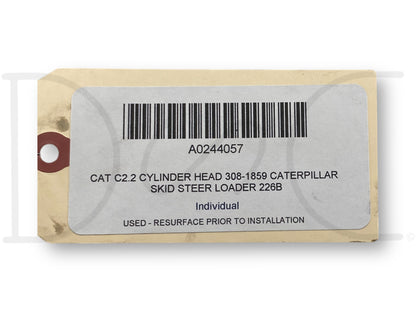 A0244057
CAT C2.2 CYLINDER HEAD 308-1859 CATERPILLAR
SKID STEER LOADER 226B
Individual
USED - RESURFACE PRIOR TO INSTALLATION